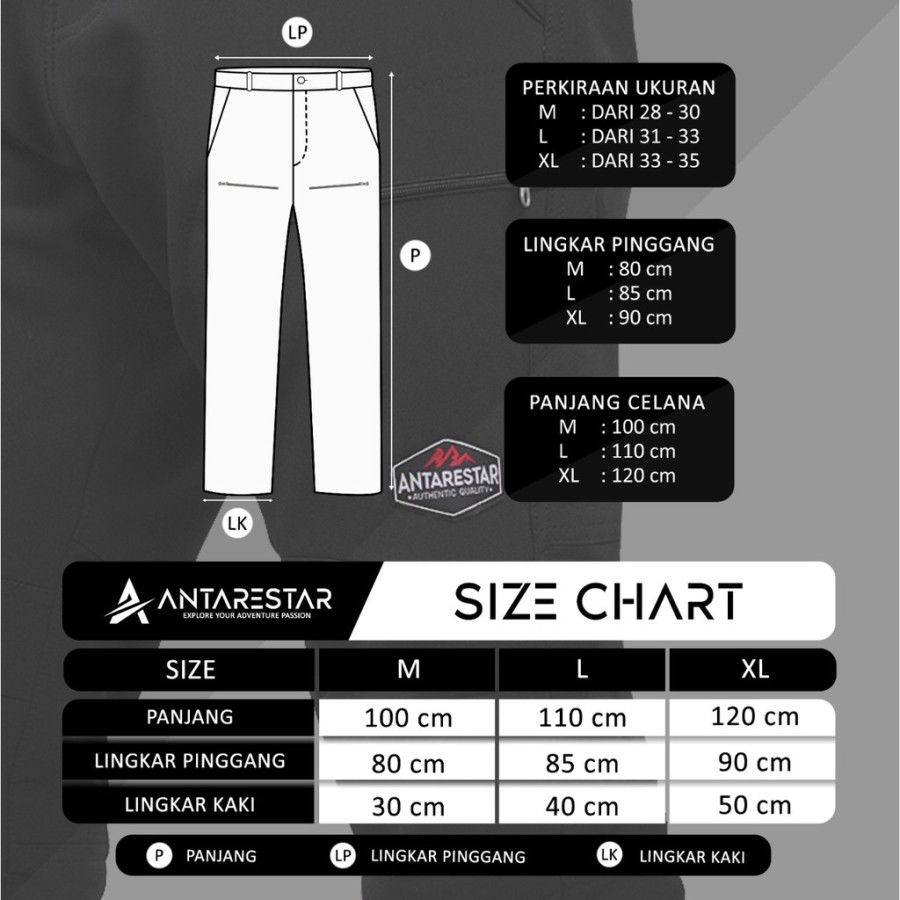 LP
PERKIRAAN UKURAN
M : DARI 28 - 30
L : DARI 31 - 33
XL : DARI 33 - 35
P
LINGKAR PINGGANG
M : 80 cm
L : 85 cm
XL : 90 cm
PANJANG CELANA
M : 100 cm
L : 110 cm
XL : 120 cm
ANTARESTAR
•AUTHENTIC QUALITY•
LK
ANTARESTAR
EXPLORE YOUR ADVENTURE PASSION
SIZE CHART
SIZE M L XL
PANJANG 100 cm 110 cm 120 cm
LINGKAR PINGGANG 80 cm 85 cm 90 cm
LINGKAR KAKI 30 cm 40 cm 50 cm
P PANJANG LP LINGKAR PINGGANG LK LINGKAR KAKI